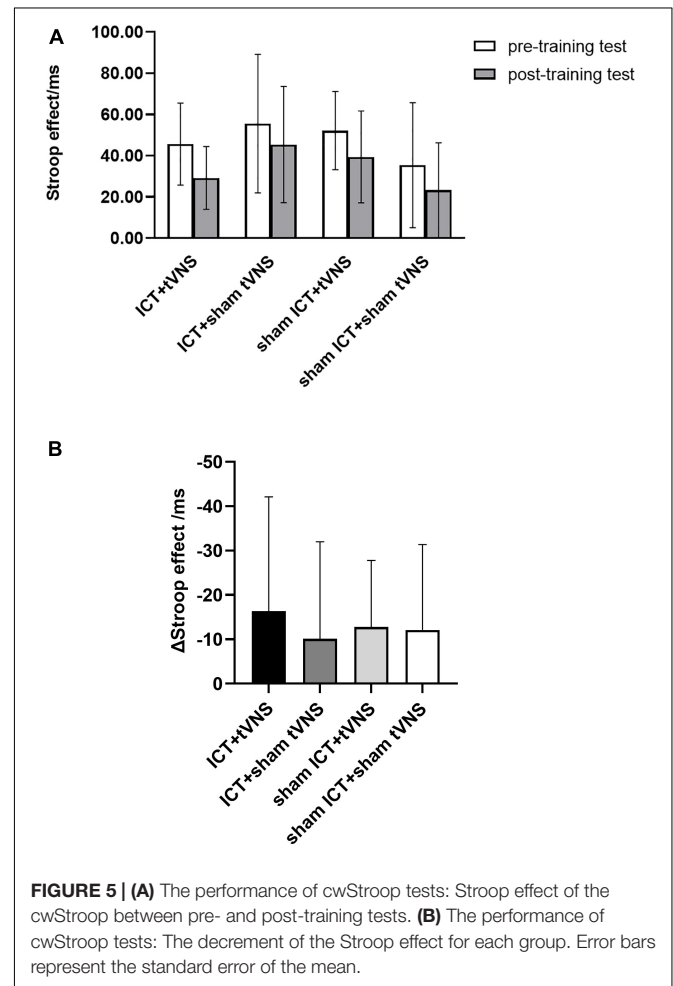 A
100.00
80.00
60.00
40.00
20.00
0.00
Stroop effect/ms
pre-training test
post-training test
ICT+tVNS
ICT+sham tVNS
sham ICT+tVNS
sham ICT+sham tVNS
B
-50
-40
-30
-20
-10
0
ΔStroop effect /ms
ICT+tVNS
ICT+sham tVNS
sham ICT+tVNS
sham ICT+sham tVNS
FIGURE 5 | (A) The performance of cwStroop tests: Stroop effect of the
cwStroop between pre- and post-training tests. (B) The performance of
cwStroop tests: The decrement of the Stroop effect for each group. Error bars
represent the standard error of the mean.